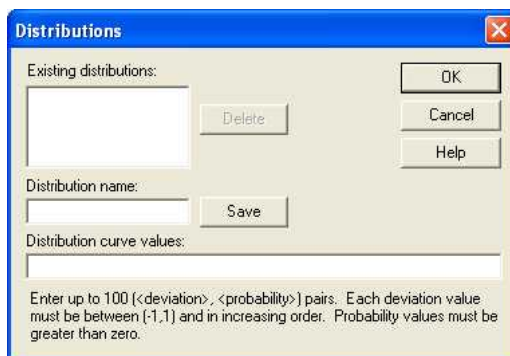 Distributions
Existing distributions:
OK
Delete
Cancel
Help
Distribution name:
Save
Distribution curve values:
Enter up to 100 (<deviation>, <probability>) pairs. Each deviation value
must be between (-1,1) and in increasing order. Probability values must be
greater than zero.